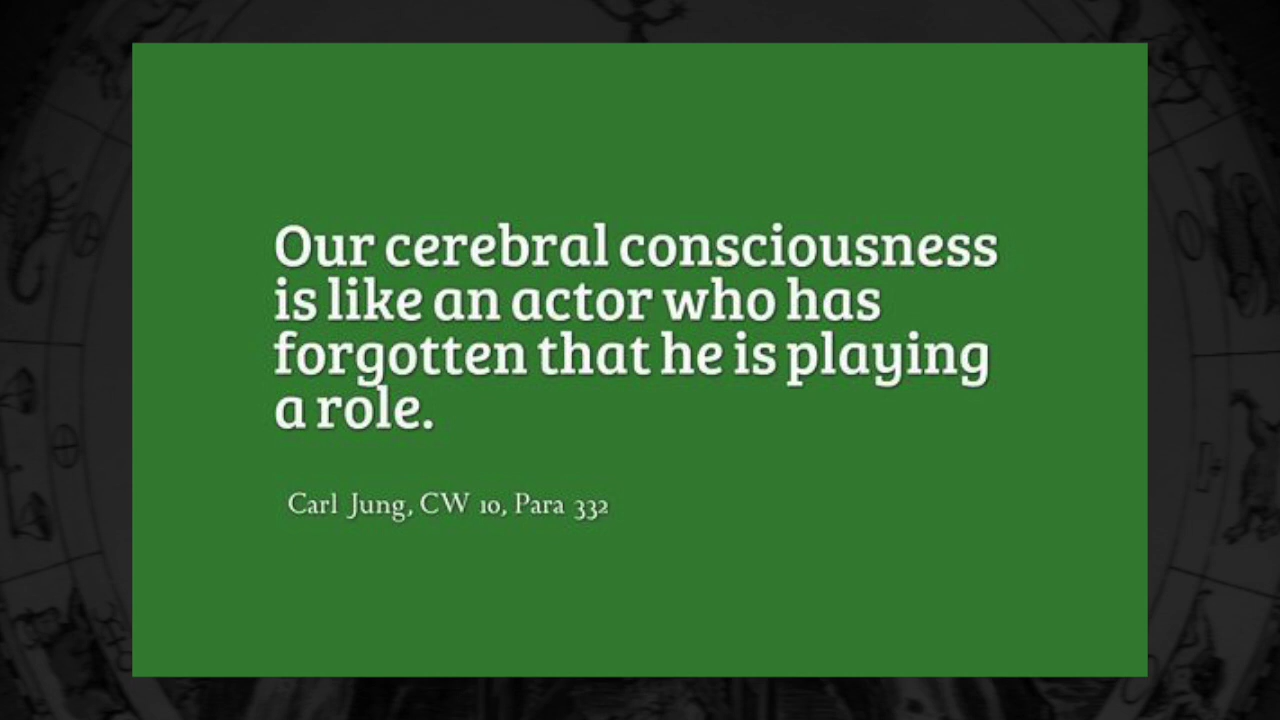 Our cerebral consciousness
is like an actor who has
forgotten that he is playing
a role.
Carl Jung, CW 10, Para 332